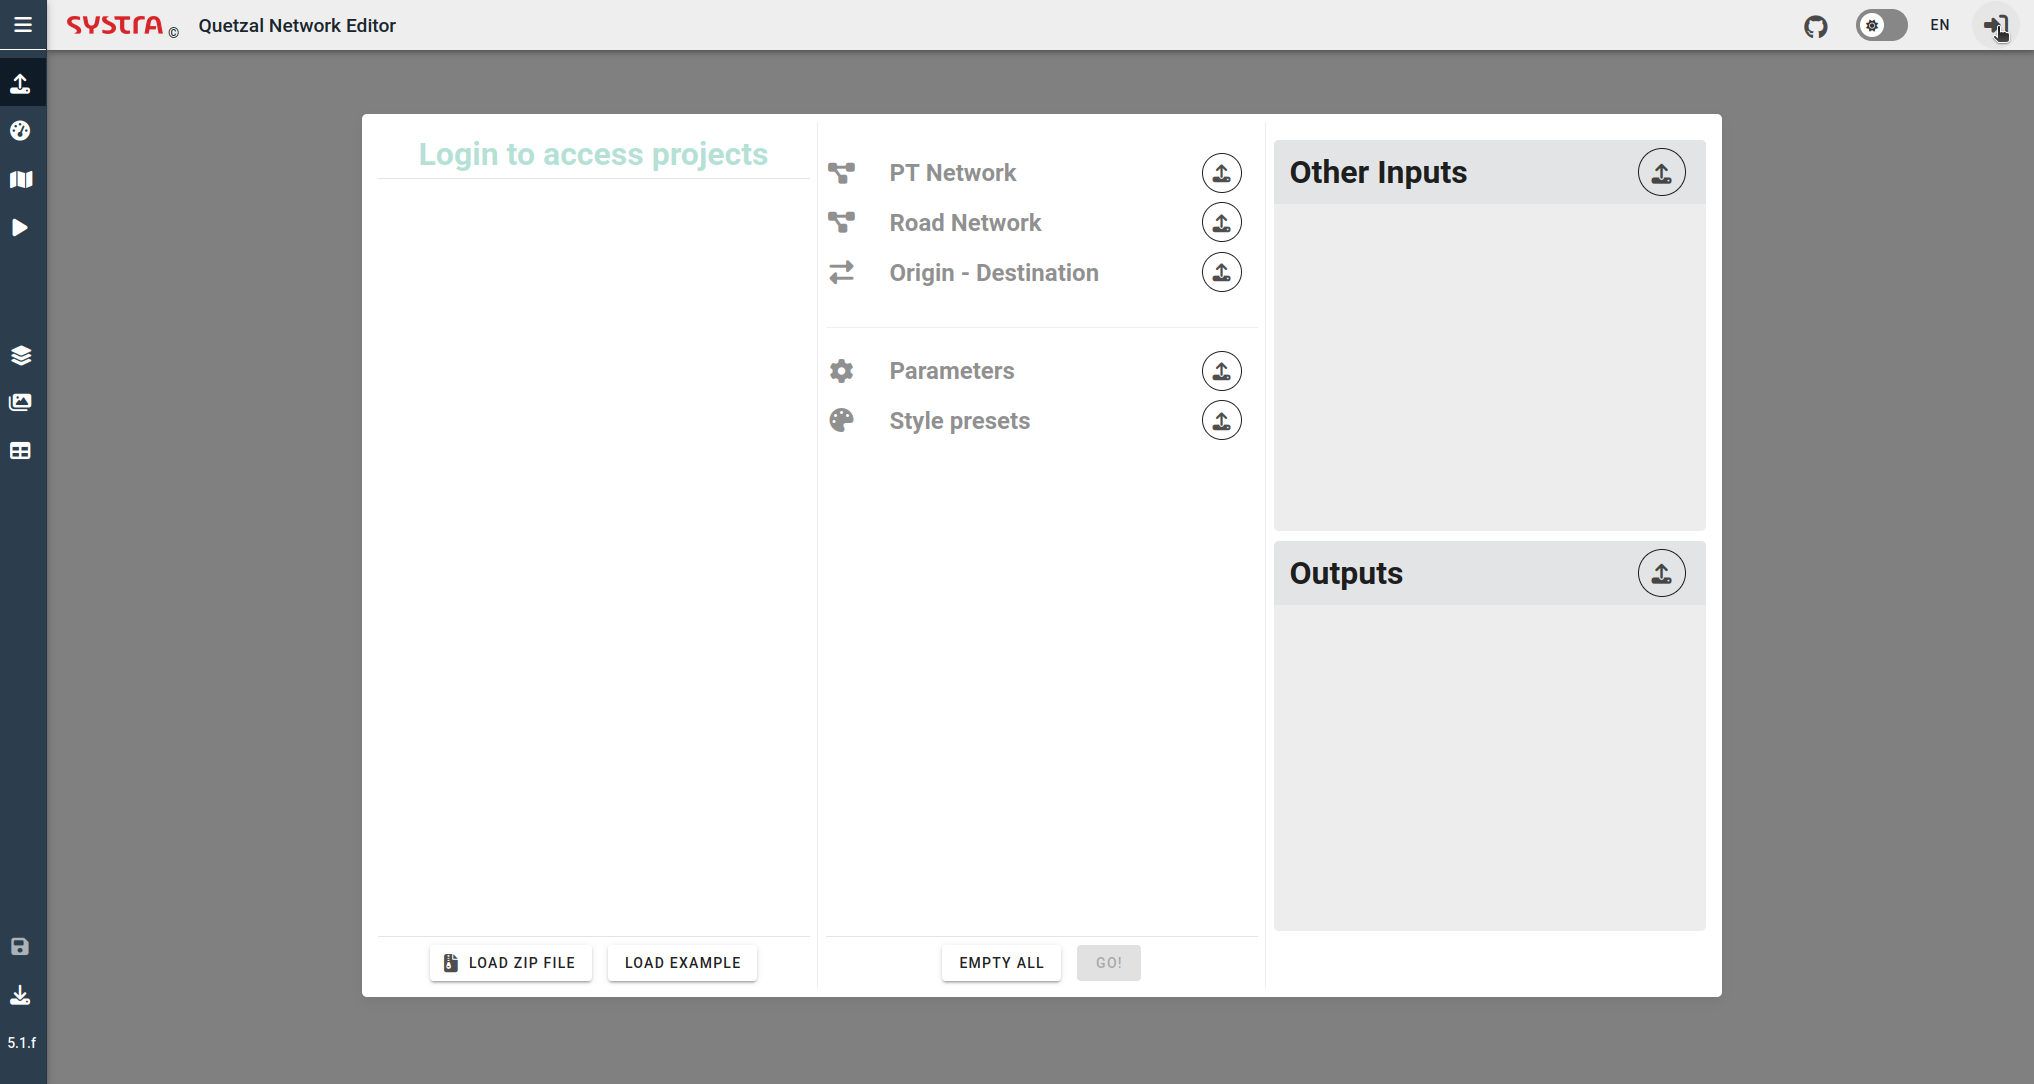 SYSTRA © Quetzal Network Editor EN
Login to access projects
PT Network
Road Network
Origin - Destination
Parameters
Style presets
Other Inputs
Outputs
LOAD ZIP FILE LOAD EXAMPLE
EMPTY ALL GO!
5.1.f